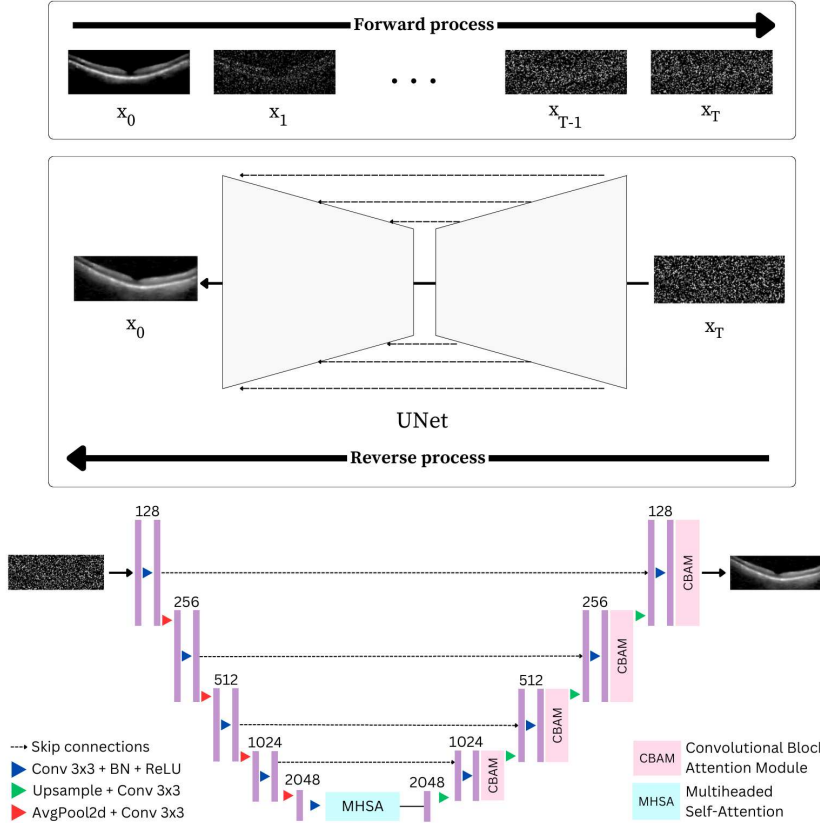 Forward process
x0
x1
. . .
xT-1
xT
x0
xT
UNet
Reverse process
128
128
CBAM
256
256
CBAM
512
512
CBAM
1024
1024
CBAM
2048
2048
MHSA
Skip connections
Conv 3x3 + BN + ReLU
Upsample + Conv 3x3
AvgPool2d + Conv 3x3
CBAM
Convolutional Block
Attention Module
MHSA
Multiheaded
Self-Attention